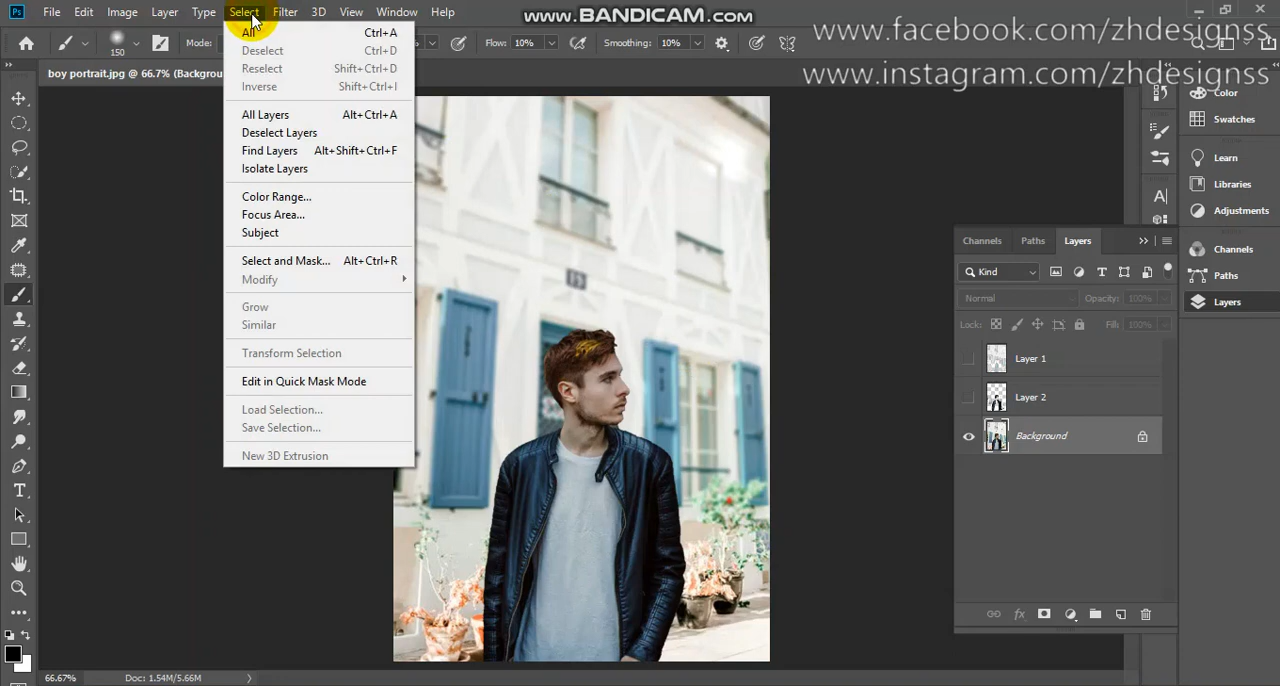 Ps File Edit Image Layer Type Select Filter 3D View Window Help
www.BANDICAM.com
www.facebook.com/zhdesignss
150 Mode: Flow: 10% Smoothing: 10%
www.instagram.com/zhdesignss
boy portrait.jpg @ 66.7% (Backgrou
All Ctrl+A
Deselect Ctrl+D
Reselect Shift+Ctrl+D
Inverse Shift+Ctrl+I
All Layers Alt+Ctrl+A
Deselect Layers
Find Layers Alt+Shift+Ctrl+F
Isolate Layers
Color Range...
Focus Area...
Subject
Select and Mask... Alt+Ctrl+R
Modify
Grow
Similar
Transform Selection
Edit in Quick Mask Mode
Load Selection...
Save Selection...
New 3D Extrusion
15
Color
Swatches
Learn
Libraries
Adjustments
Channels
Paths
Layers
Channels Paths Layers
Kind
Normal Opacity: 100%
Lock: Fill: 100%
Layer 1
Layer 2
Background
66.67% Doc: 1.54M/5.66M